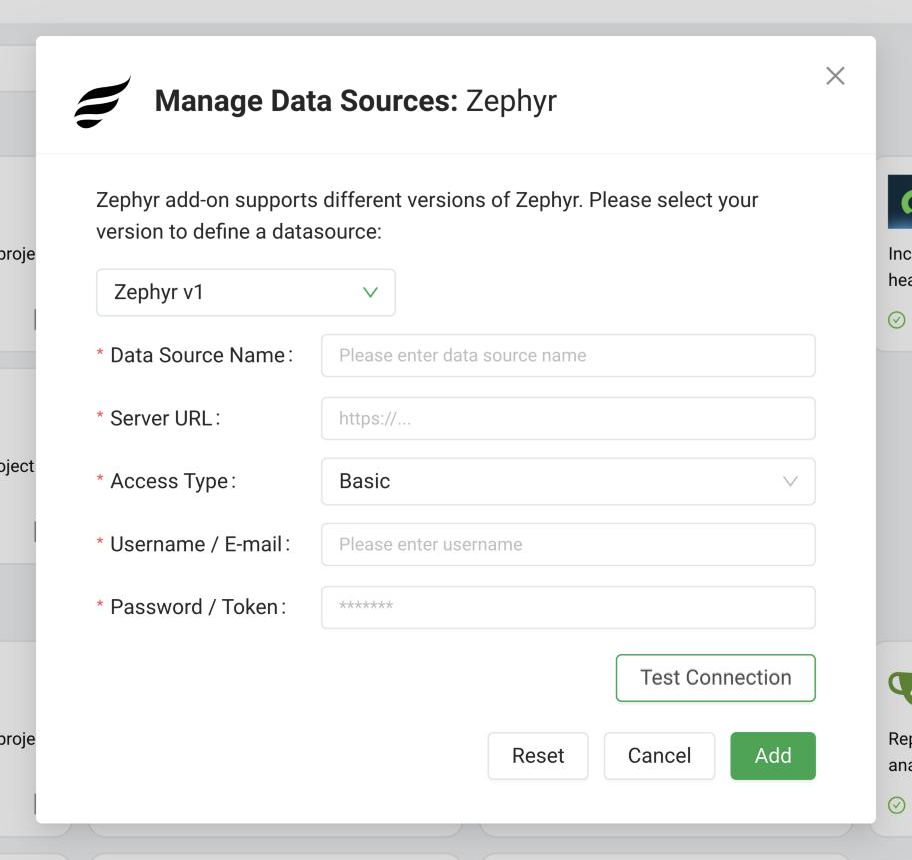 Manage Data Sources: Zephyr
Zephyr add-on supports different versions of Zephyr. Please select your
version to define a datasource:
Zephyr v1
* Data Source Name:
Please enter data source name
* Server URL:
https://...
* Access Type:
Basic
* Username / E-mail:
Please enter username
* Password / Token:
*******
Test Connection
Reset
Cancel
Add